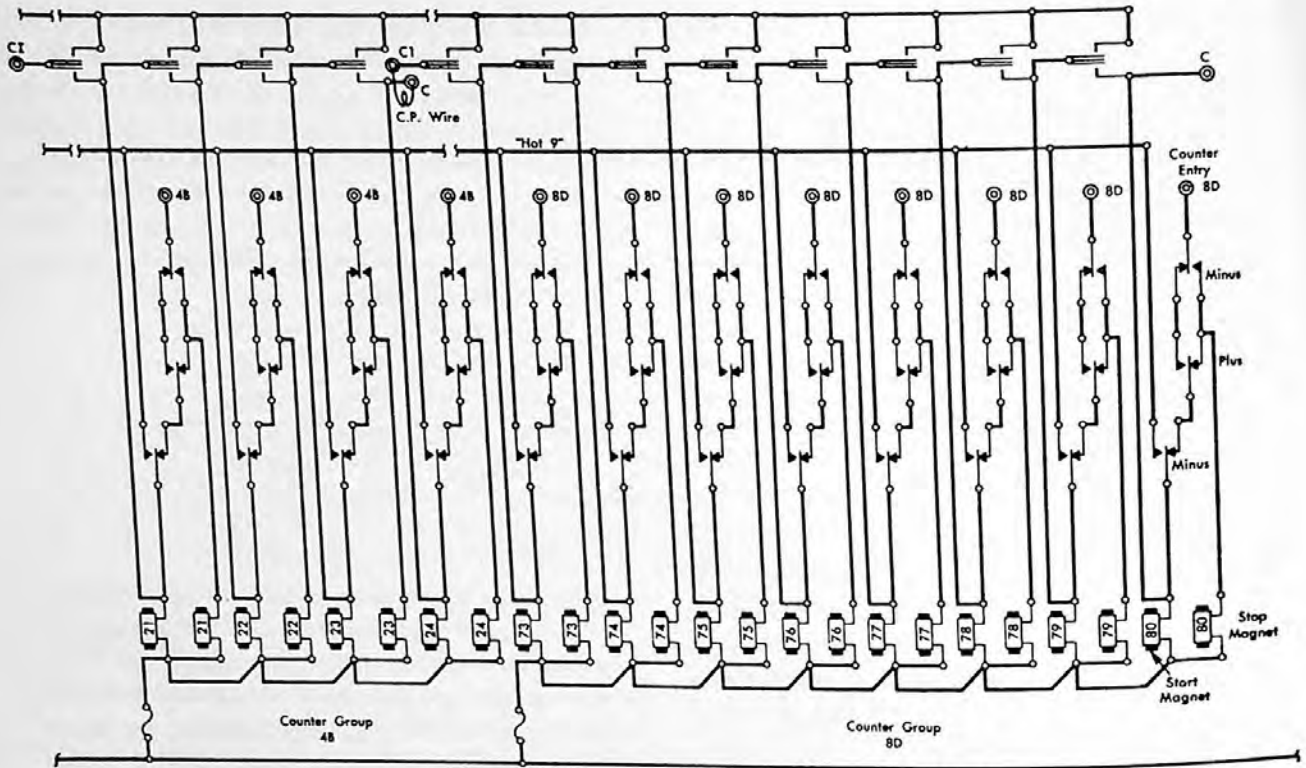 CI
C1
C
C
C.P. Wire
"Hot 9"
Counter
Entry
4B
4B
4B
4B
8D
8D
8D
8D
8D
8D
8D
8D
Minus
Plus
Minus
21
21
22
22
23
23
24
24
73
73
74
74
75
75
76
76
77
77
78
78
79
79
80
80
Stop
Magnet
Start
Magnet
Counter Group
4B
Counter Group
8D